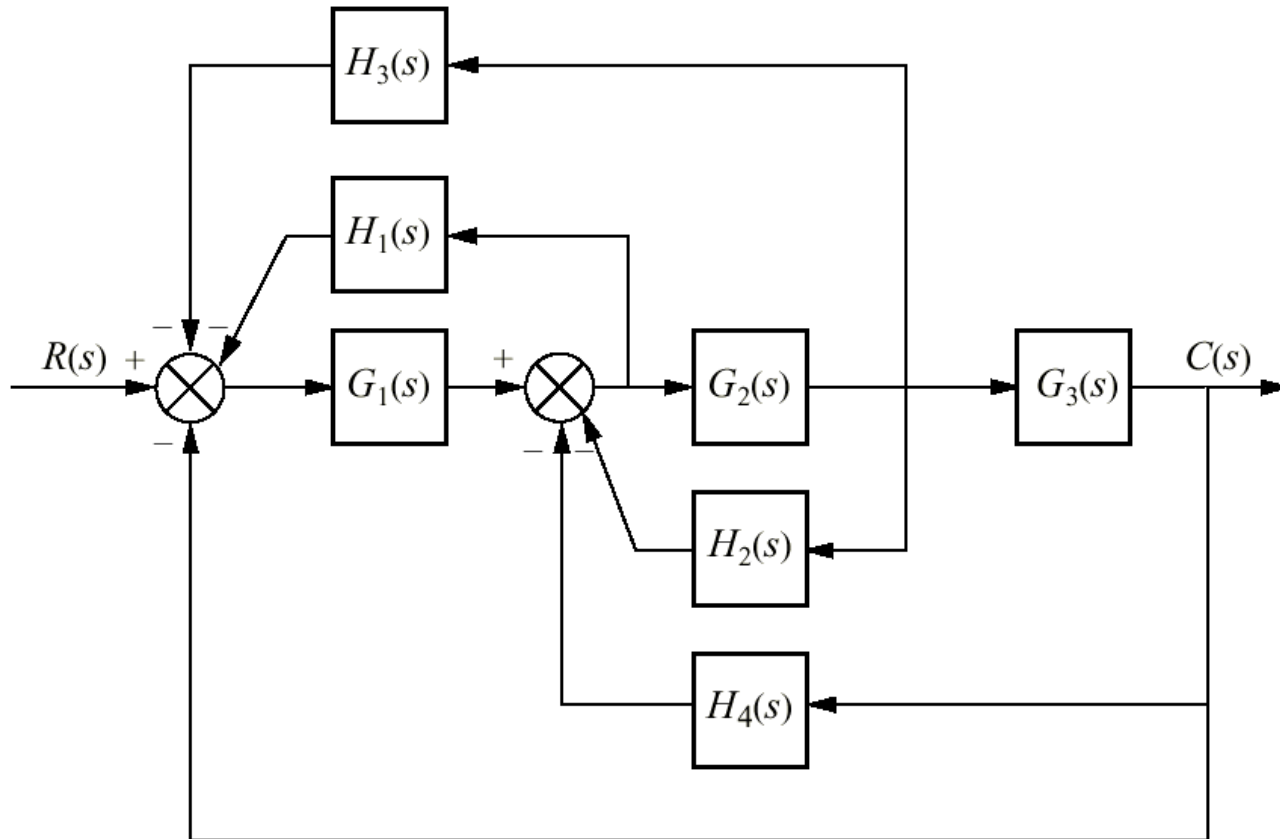 H₃(s)
H₁(s)
− −
R(s) + G₁(s) + G₂(s) G₃(s) C(s)
− − −
H₂(s)
H₄(s)